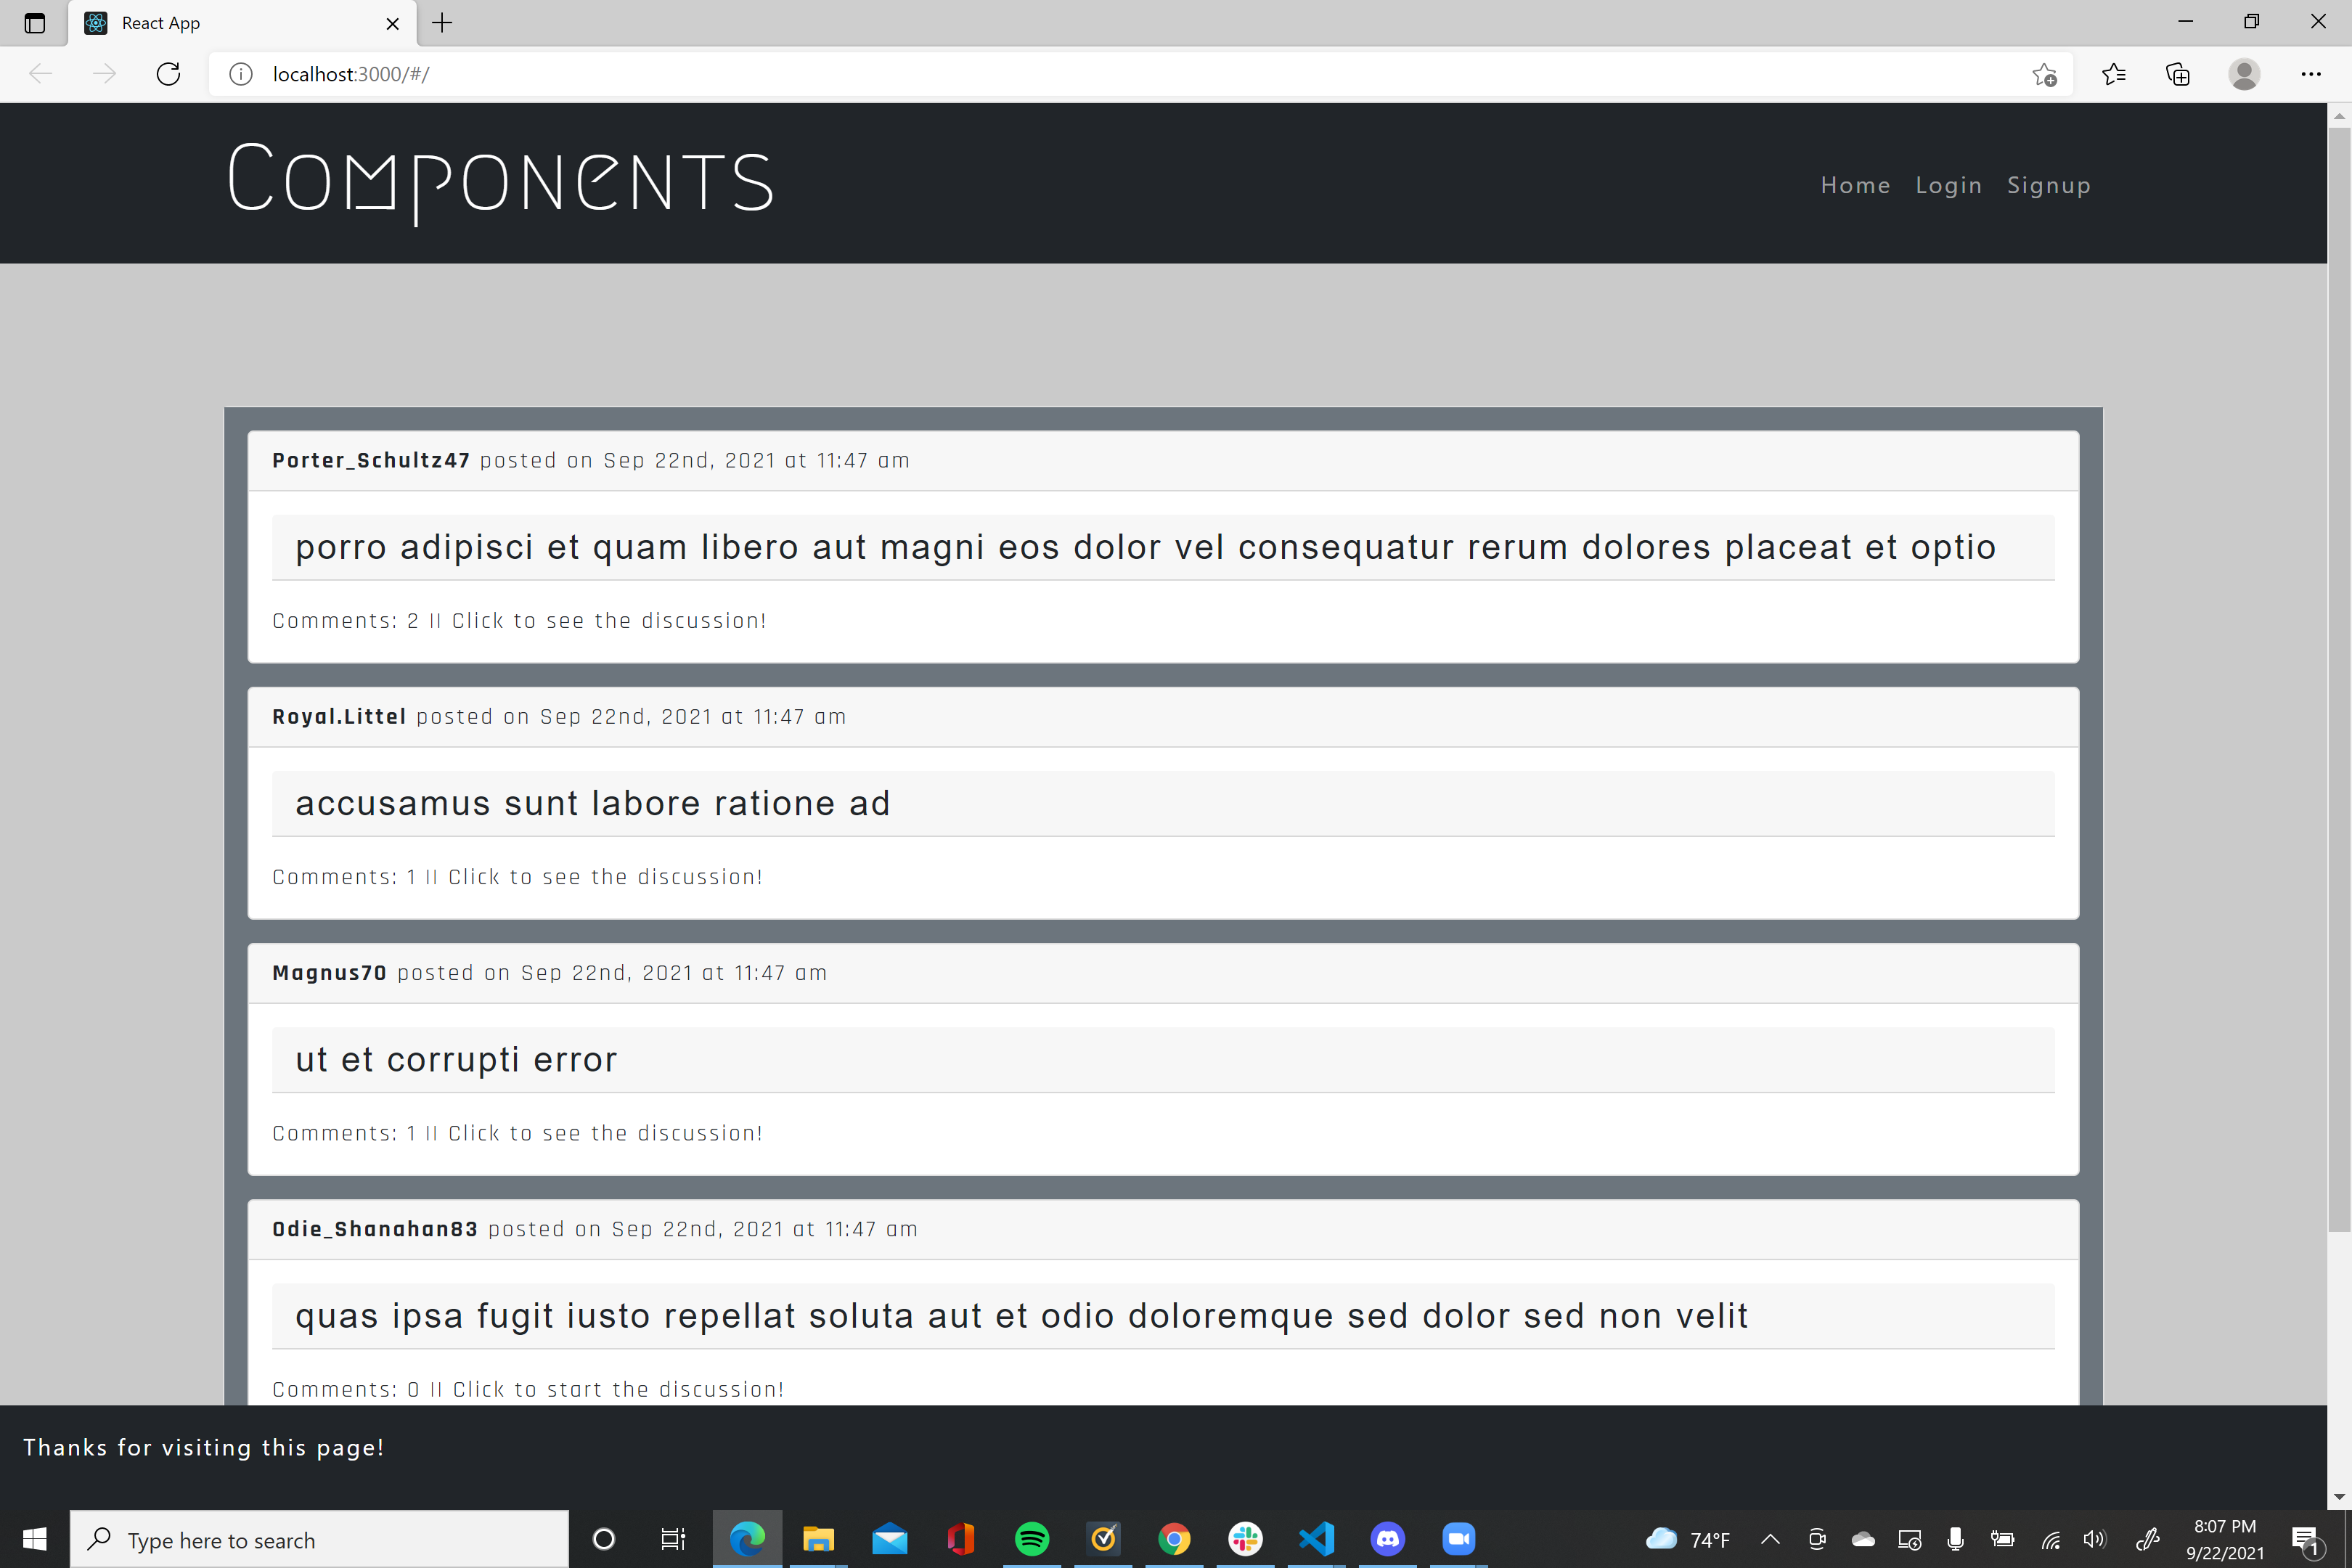 React App
localhost:3000/#/
Components
Home Login Signup
Porter_Schultz47 posted on Sep 22nd, 2021 at 11:47 am
porro adipisci et quam libero aut magni eos dolor vel consequatur rerum dolores placeat et optio
Comments: 2 || Click to see the discussion!
Royal.Littel posted on Sep 22nd, 2021 at 11:47 am
accusamus sunt labore ratione ad
Comments: 1 || Click to see the discussion!
Magnus70 posted on Sep 22nd, 2021 at 11:47 am
ut et corrupti error
Comments: 1 || Click to see the discussion!
Odie_Shanahan83 posted on Sep 22nd, 2021 at 11:47 am
quas ipsa fugit iusto repellat soluta aut et odio doloremque sed dolor sed non velit
Comments: 0 || Click to start the discussion!
Thanks for visiting this page!
Type here to search
74°F
8:07 PM
9/22/2021
1